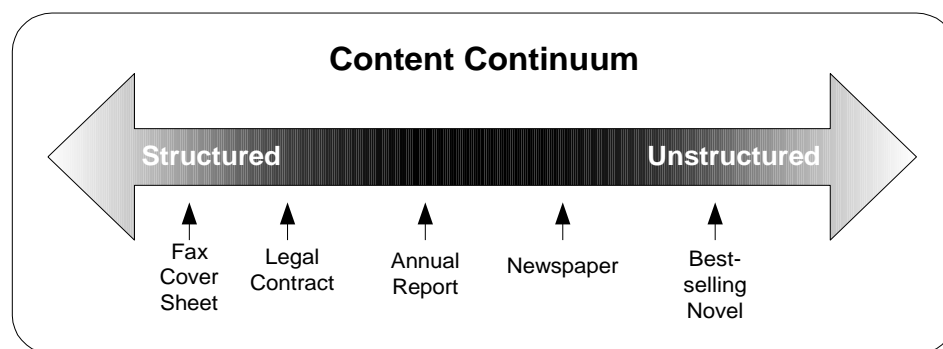 Content Continuum
Structured
Unstructured
Fax
Cover
Sheet
Legal
Contract
Annual
Report
Newspaper
Best-
selling
Novel